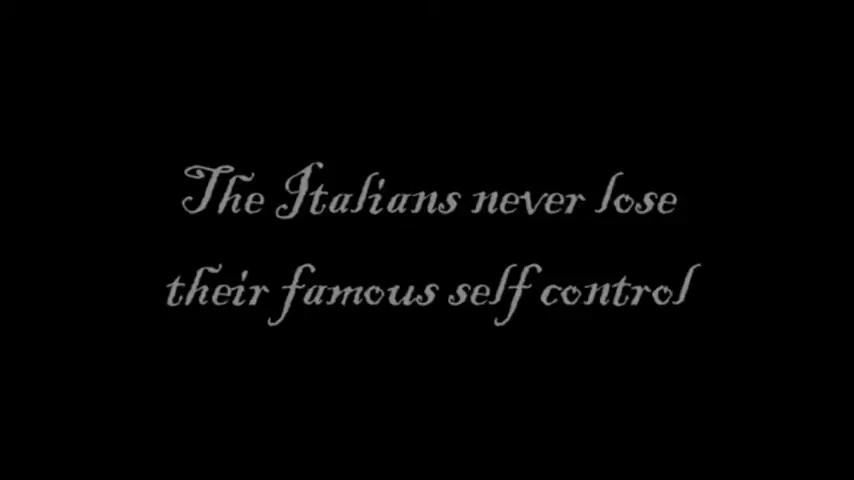 The Italians never lose
their famous self control